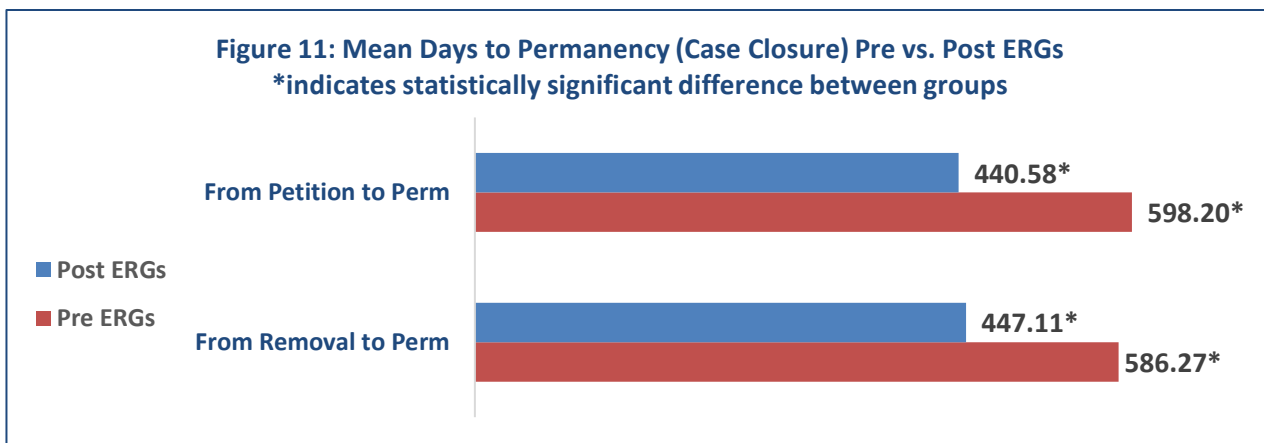 Figure 11: Mean Days to Permanency (Case Closure) Pre vs. Post ERGs
*indicates statistically significant difference between groups
From Petition to Perm
440.58*
598.20*
Post ERGs
Pre ERGs
From Removal to Perm
447.11*
586.27*